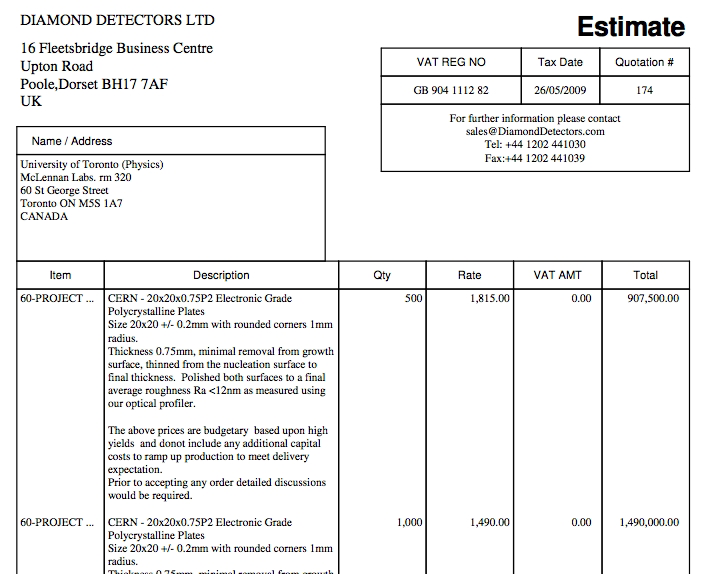 DIAMOND DETECTORS LTD
16 Fleetsbridge Business Centre
Upton Road
Poole,Dorset BH17 7AF
UK
Estimate
VAT REG NO Tax Date Quotation #
GB 904 1112 82 26/05/2009 174
For further information please contact
sales@DiamondDetectors.com
Tel: +44 1202 441030
Fax:+44 1202 441039
Name / Address
University of Toronto (Physics)
McLennan Labs. rm 320
60 St George Street
Toronto ON M5S 1A7
CANADA
Item Description Qty Rate VAT AMT Total
60-PROJECT ... CERN - 20x20x0.75P2 Electronic Grade 500 1,815.00 0.00 907,500.00
Polycrystalline Plates
Size 20x20 +/- 0.2mm with rounded corners 1mm
radius.
Thickness 0.75mm, minimal removal from growth
surface, thinned from the nucleation surface to
final thickness. Polished both surfaces to a final
average roughness Ra <12nm as measured using
our optical profiler.
The above prices are budgetary based upon high
yields and donot include any additional capital
costs to ramp up production to meet delivery
expectation.
Prior to accepting any order detailed discussions
would be required.
60-PROJECT ... CERN - 20x20x0.75P2 Electronic Grade 1,000 1,490.00 0.00 1,490,000.00
Polycrystalline Plates
Size 20x20 +/- 0.2mm with rounded corners 1mm
radius.
Thickness 0.75mm, minimal removal from growth